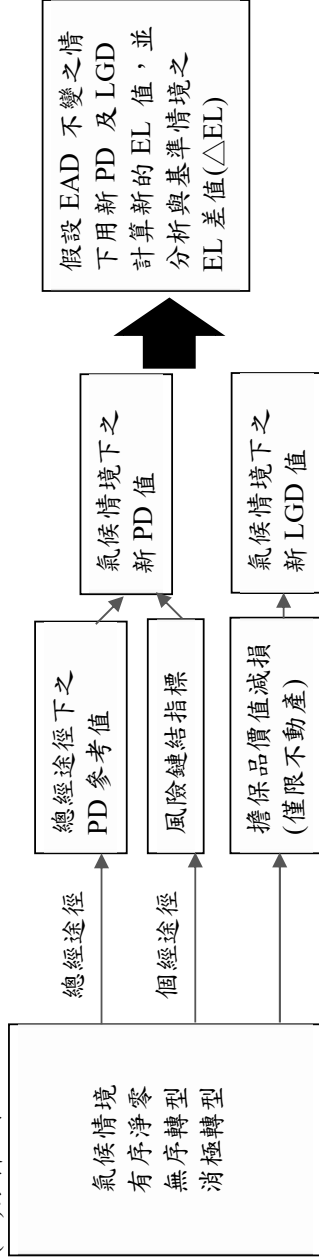 氣候情境
有序淨零
無序轉型
消極轉型
總經途徑
個經途徑
總經途徑下之
PD 參考值
風險鏈結指標
擔保品價值減損
(僅限不動產)
氣候情境下之
新 PD 值
氣候情境下之
新 LGD 值
假設 EAD 不變之情
下用新 PD 及 LGD
計算新的 EL 值，並
分析與基準情境之
EL 差值(△EL)